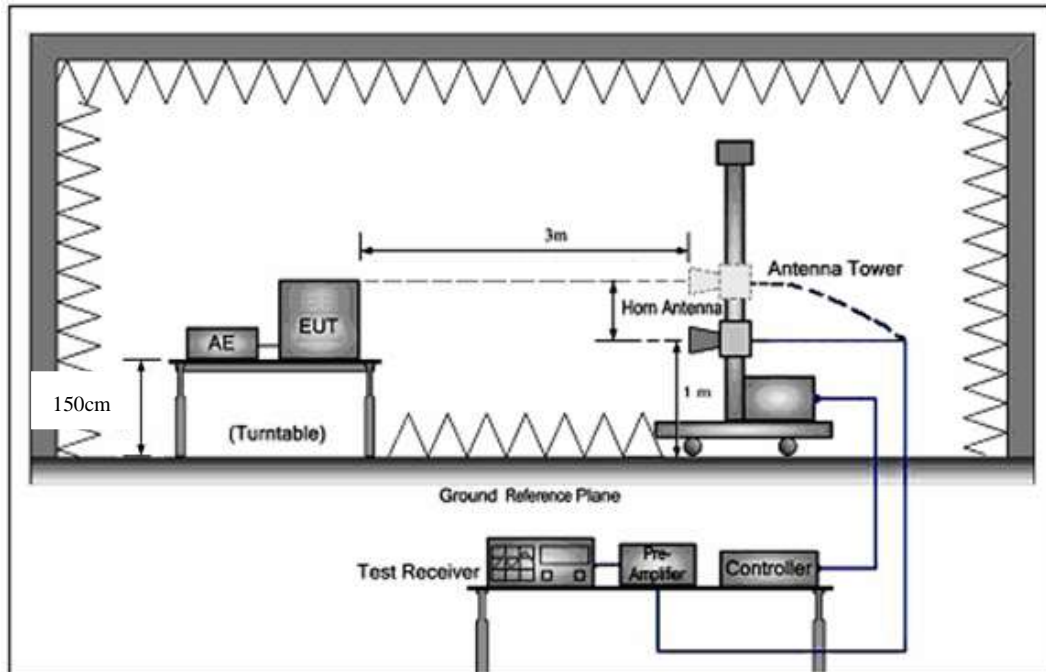 3m
Antenna Tower
Horn Antenna
EUT
AE
1 m
150cm
(Turntable)
Ground Reference Plane
Test Receiver
Pre-
Amplifier
Controller